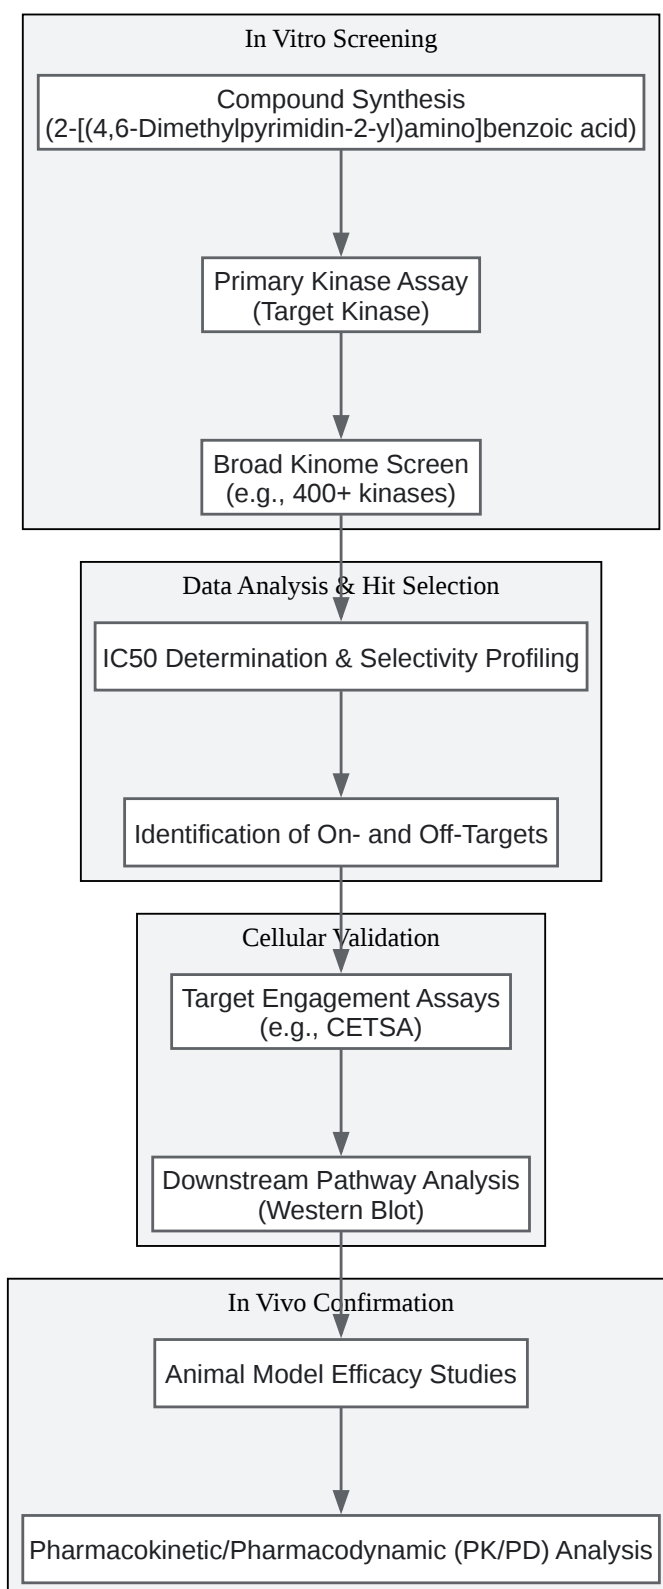 In Vitro Screening
Compound Synthesis
(2-[(4,6-Dimethylpyrimidin-2-yl)amino]benzoic acid)
Primary Kinase Assay
(Target Kinase)
Broad Kinome Screen
(e.g., 400+ kinases)
Data Analysis & Hit Selection
IC50 Determination & Selectivity Profiling
Identification of On- and Off-Targets
Cellular Validation
Target Engagement Assays
(e.g., CETSA)
Downstream Pathway Analysis
(Western Blot)
In Vivo Confirmation
Animal Model Efficacy Studies
Pharmacokinetic/Pharmacodynamic (PK/PD) Analysis